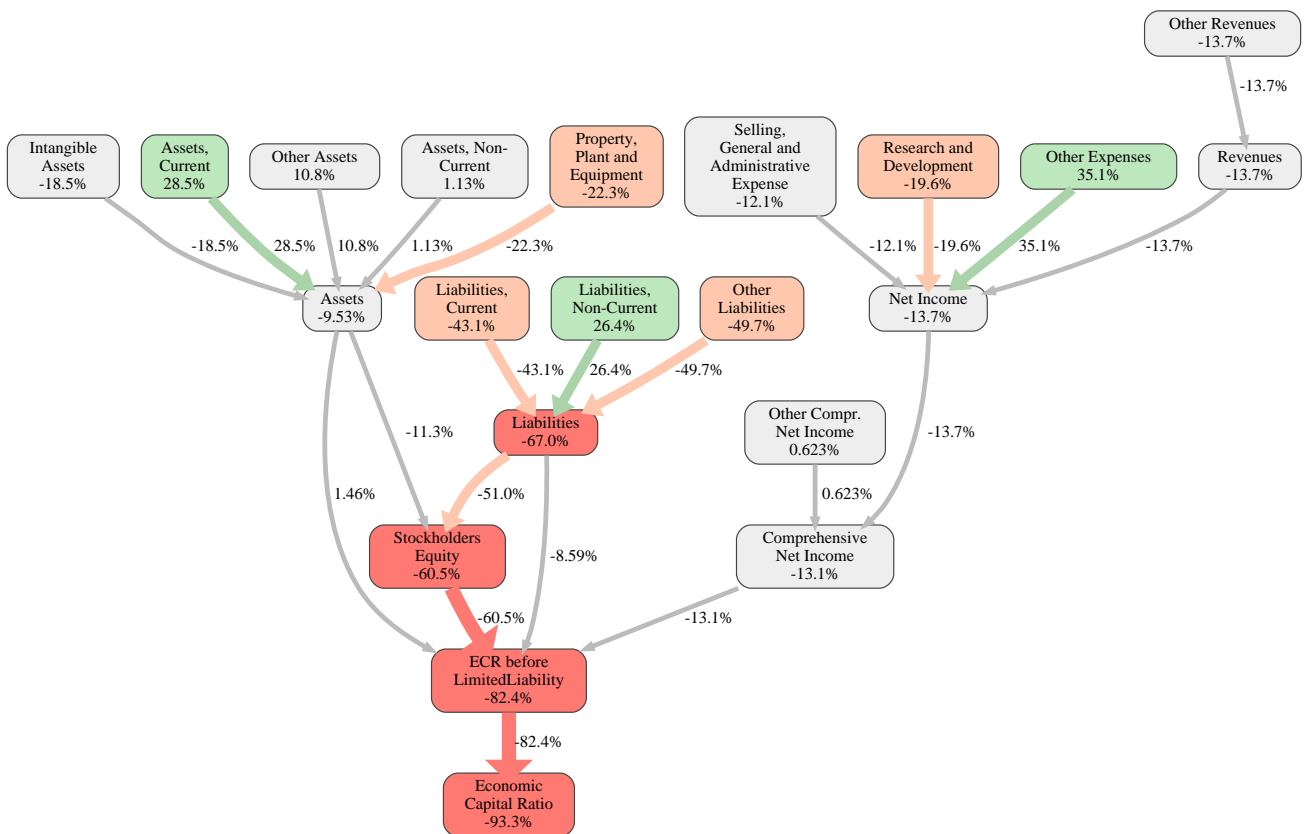 Other Revenues
-13.7%
-13.7%
Intangible
Assets
-18.5%
Assets,
Current
28.5%
Other Assets
10.8%
Assets, Non-
Current
1.13%
Property,
Plant and
Equipment
-22.3%
Selling,
General and
Administrative
Expense
-12.1%
Research and
Development
-19.6%
Other Expenses
35.1%
Revenues
-13.7%
-18.5%
28.5%
10.8%
1.13%
-22.3%
-12.1%
-19.6%
35.1%
-13.7%
Assets
-9.53%
Liabilities,
Current
-43.1%
Liabilities,
Non-Current
26.4%
Other
Liabilities
-49.7%
Net Income
-13.7%
-43.1%
26.4%
-49.7%
Liabilities
-67.0%
Other Compr.
Net Income
0.623%
-11.3%
-13.7%
1.46%
-51.0%
0.623%
Stockholders
Equity
-60.5%
-8.59%
Comprehensive
Net Income
-13.1%
-60.5%
-13.1%
ECR before
LimitedLiability
-82.4%
-82.4%
Economic
Capital Ratio
-93.3%